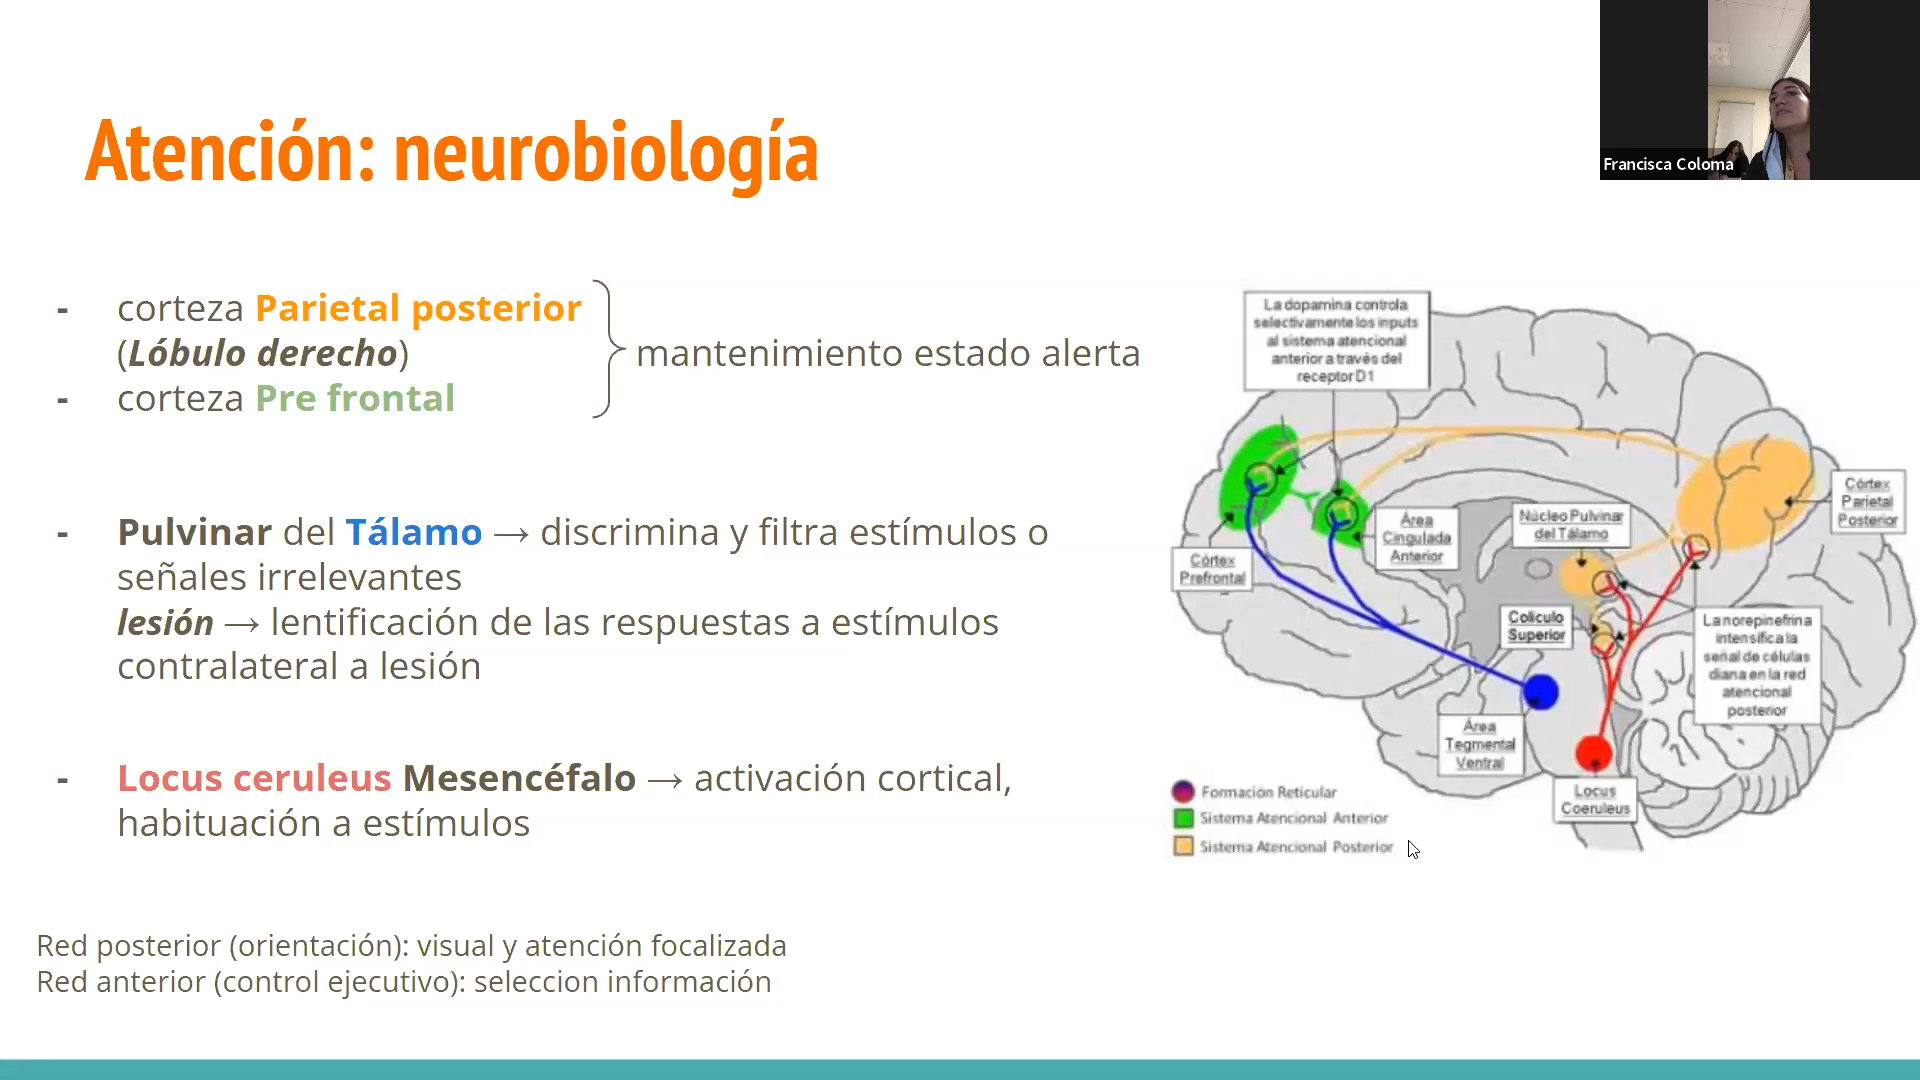 Francisca Coloma
Atención: neurobiología
- corteza Parietal posterior
(Lóbulo derecho)
- corteza Pre frontal
mantenimiento estado alerta
- Pulvinar del Tálamo → discrimina y filtra estímulos o
señales irrelevantes
lesión → lentificación de las respuestas a estímulos
contralateral a lesión
- Locus ceruleus Mesencéfalo → activación cortical,
habituación a estímulos
Red posterior (orientación): visual y atención focalizada
Red anterior (control ejecutivo): seleccion información
La dopamina controla
selectivamente los inputs
al sistema atencional
anterior a través del
receptor D1
Córtex
Prefrontal
Área
Cingulada
Anterior
Núcleo Pulvinar
del Tálamo
Córtex
Parietal
Posterior
Colículo
Superior
La norepinefrina
intensifica la
señal de células
diana en la red
atencional
posterior
Área
Tegmental
Ventral
Locus
Coeruleus
Formación Reticular
Sistema Atencional Anterior
Sistema Atencional Posterior